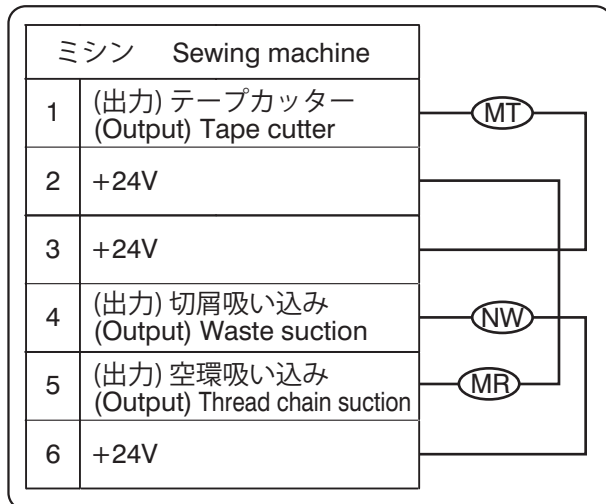 ミシン Sewing machine
1 (出力) テープカッター
(Output) Tape cutter
MT
2 +24V
3 +24V
4 (出力) 切屑吸い込み
(Output) Waste suction
NW
5 (出力) 空環吸い込み
(Output) Thread chain suction
MR
6 +24V